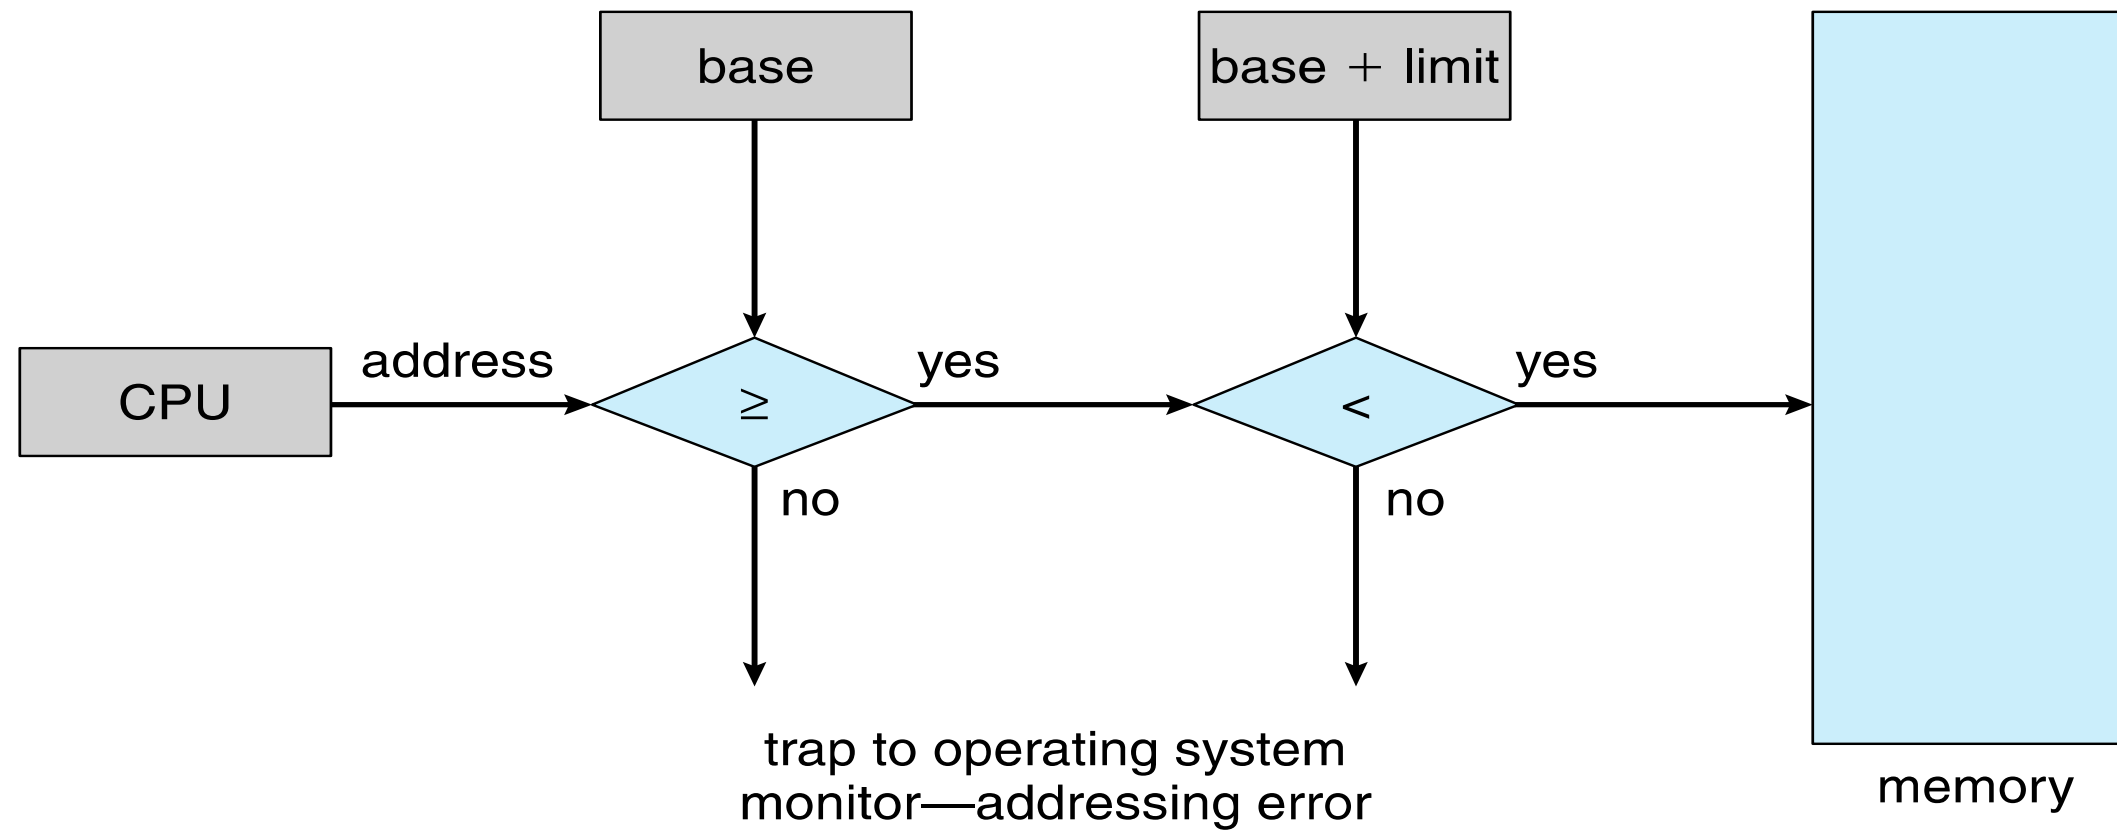 base
base + limit
CPU
address
≥
yes
<
yes
no
no
trap to operating system
monitor—addressing error
memory